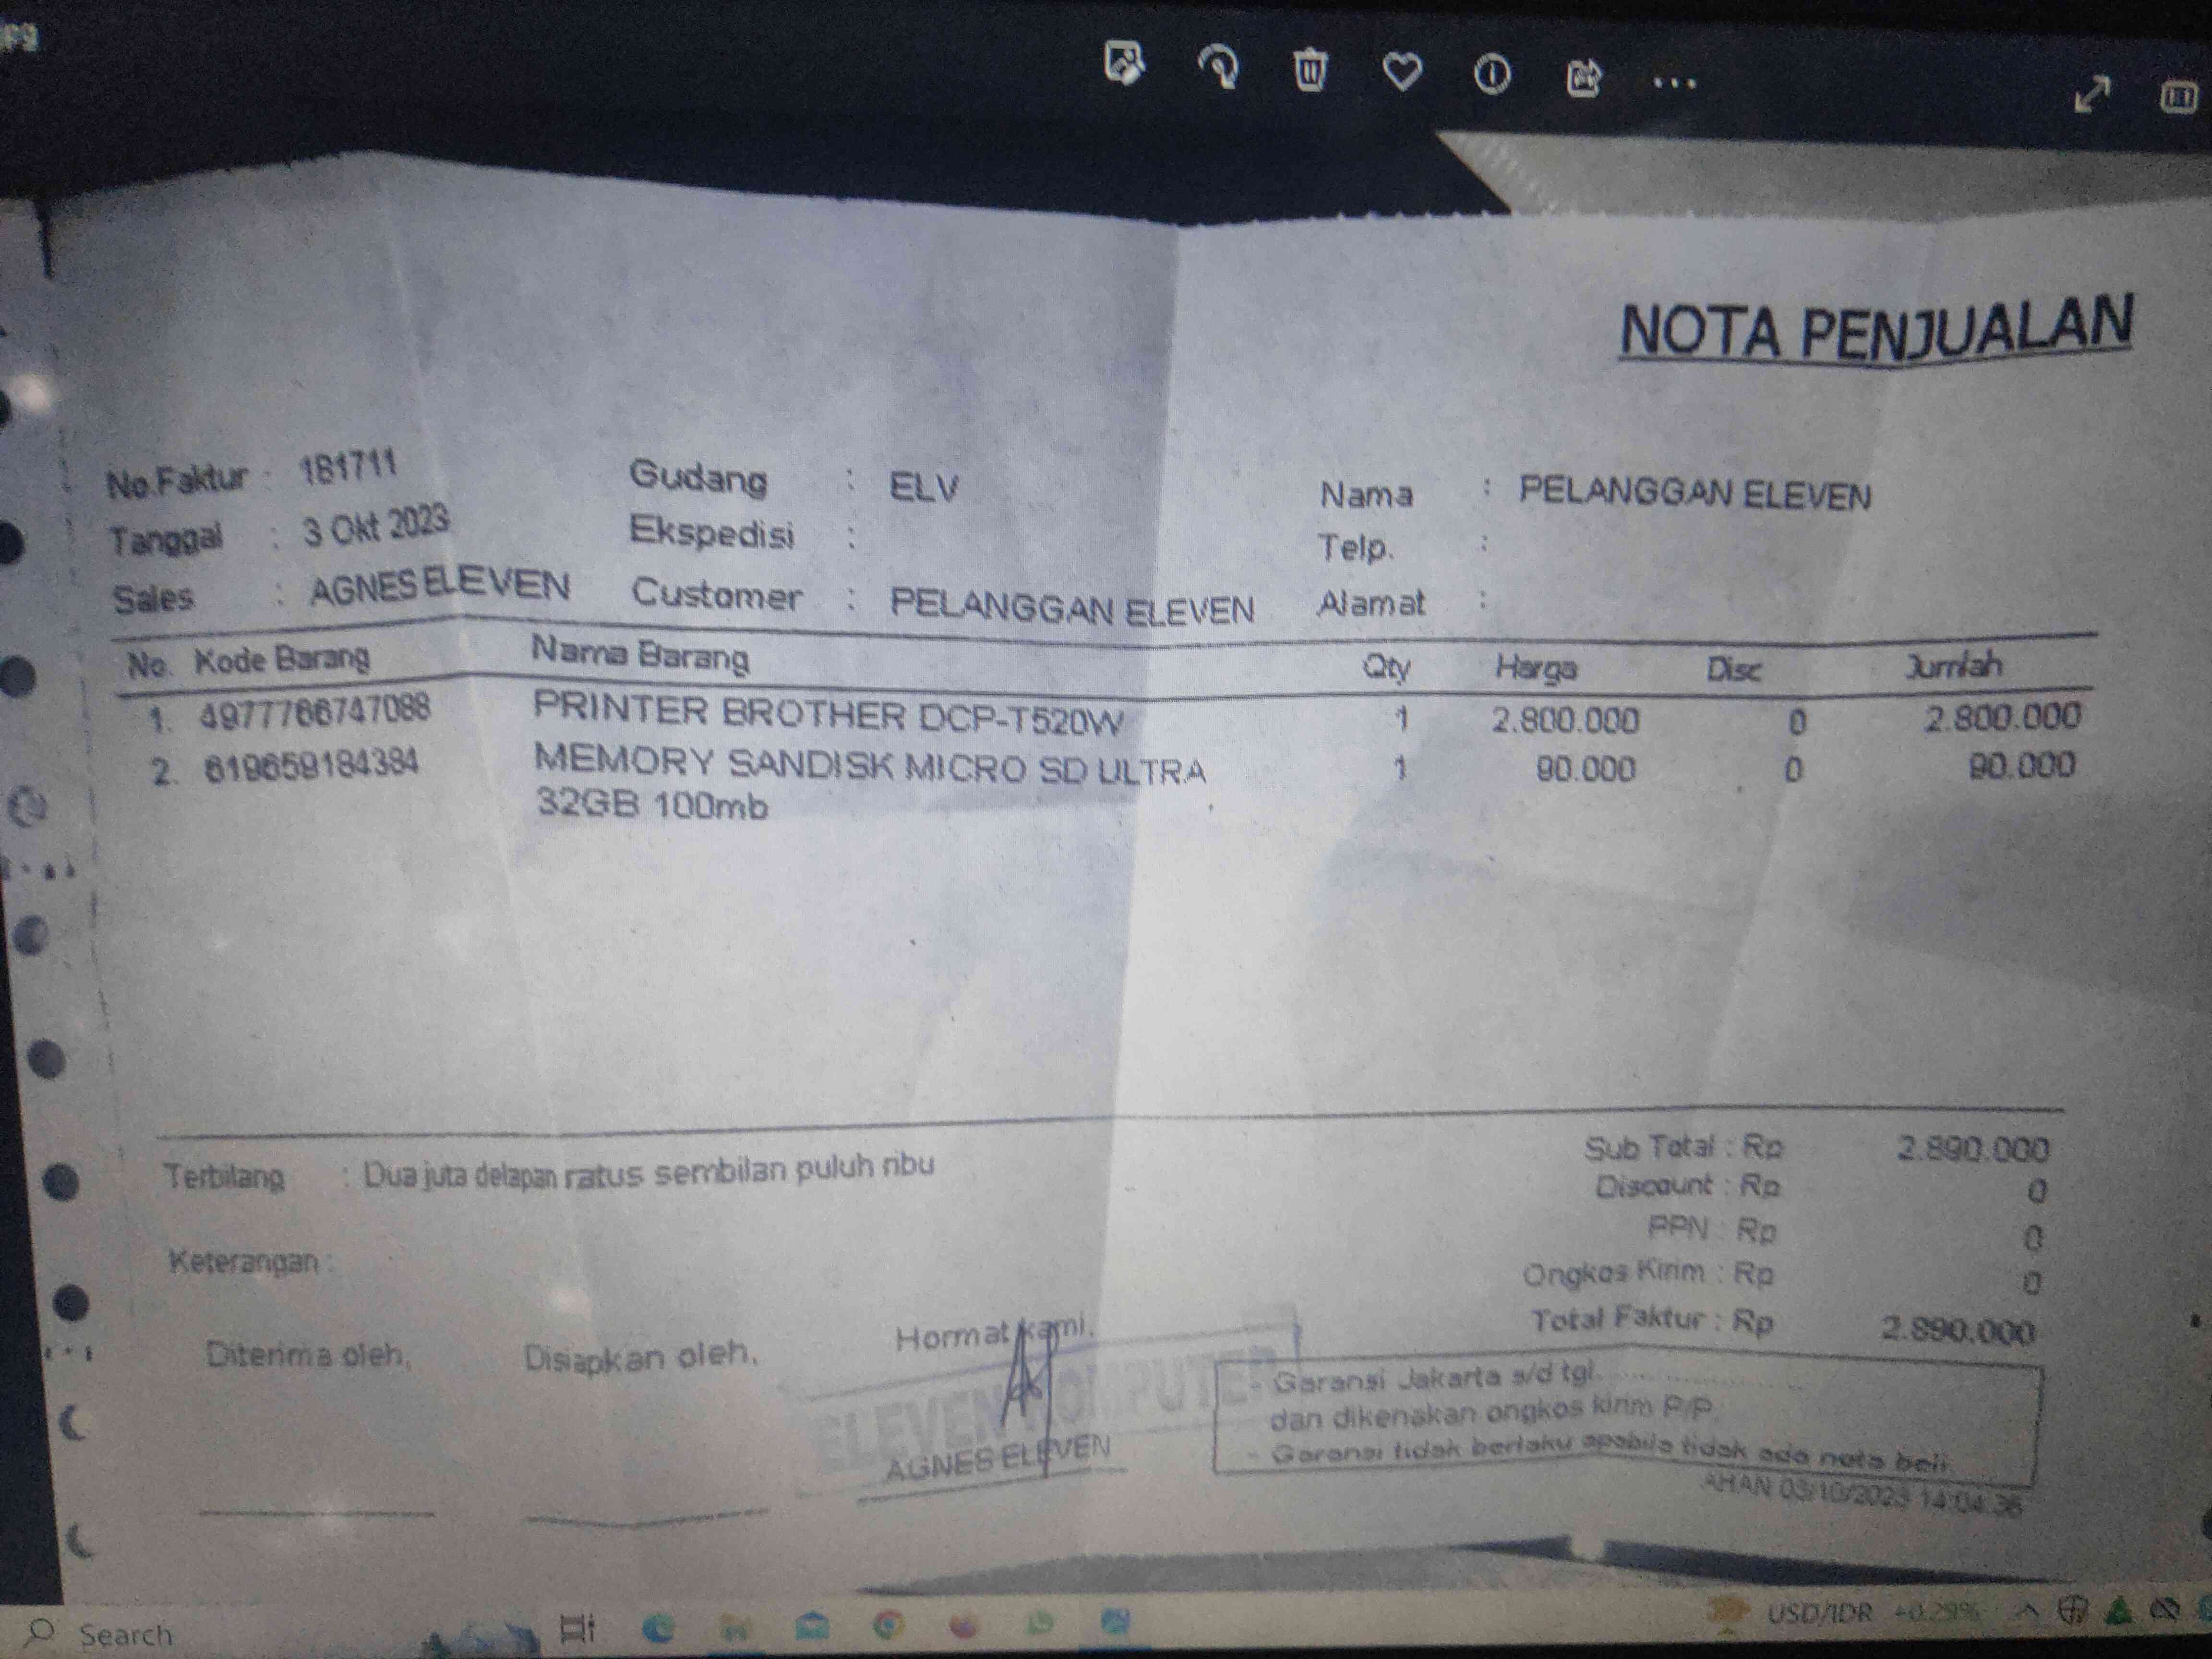 NOTA PENJUALAN
No.Faktur : 181711 Gudang : ELV Nama : PELANGGAN ELEVEN
Tanggal : 3 Okt 2023 Ekspedisi : Telp. :
Sales : AGNES ELEVEN Customer : PELANGGAN ELEVEN Alamat :
No. Kode Barang Nama Barang Qty Harga Disc Jumlah
1. 4977766747088 PRINTER BROTHER DCP-T520W 1 2.800.000 0 2.800.000
2. 619659184384 MEMORY SANDISK MICRO SD ULTRA 1 90.000 0 90.000
32GB 100mb
Sub Total : Rp 2.890.000
Terbilang : Dua juta delapan ratus sembilan puluh ribu
Discount : Rp 0
PPN : Rp 0
Keterangan :
Ongkos Kirim : Rp 0
Total Faktur : Rp 2.890.000
Diterima oleh, Disiapkan oleh, Hormat kami,
ELEVEN KOMPUTER
AGNES ELEVEN
- Garansi Jakarta s/d tgl.....................
dan dikenakan ongkos kirim P/P
- Garansi tidak berlaku apabila tidak ada nota beli
AHAN 03/10/2023 14:04:36
Search
USD/IDR +0.29%